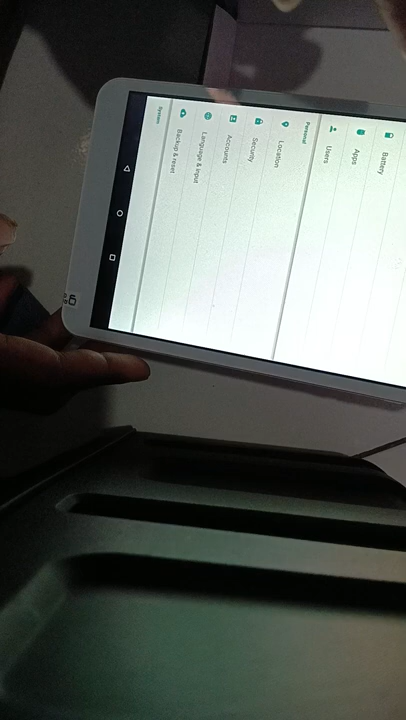 Battery
Apps
Users
Personal
Location
Security
Accounts
Language & input
Backup & reset
System